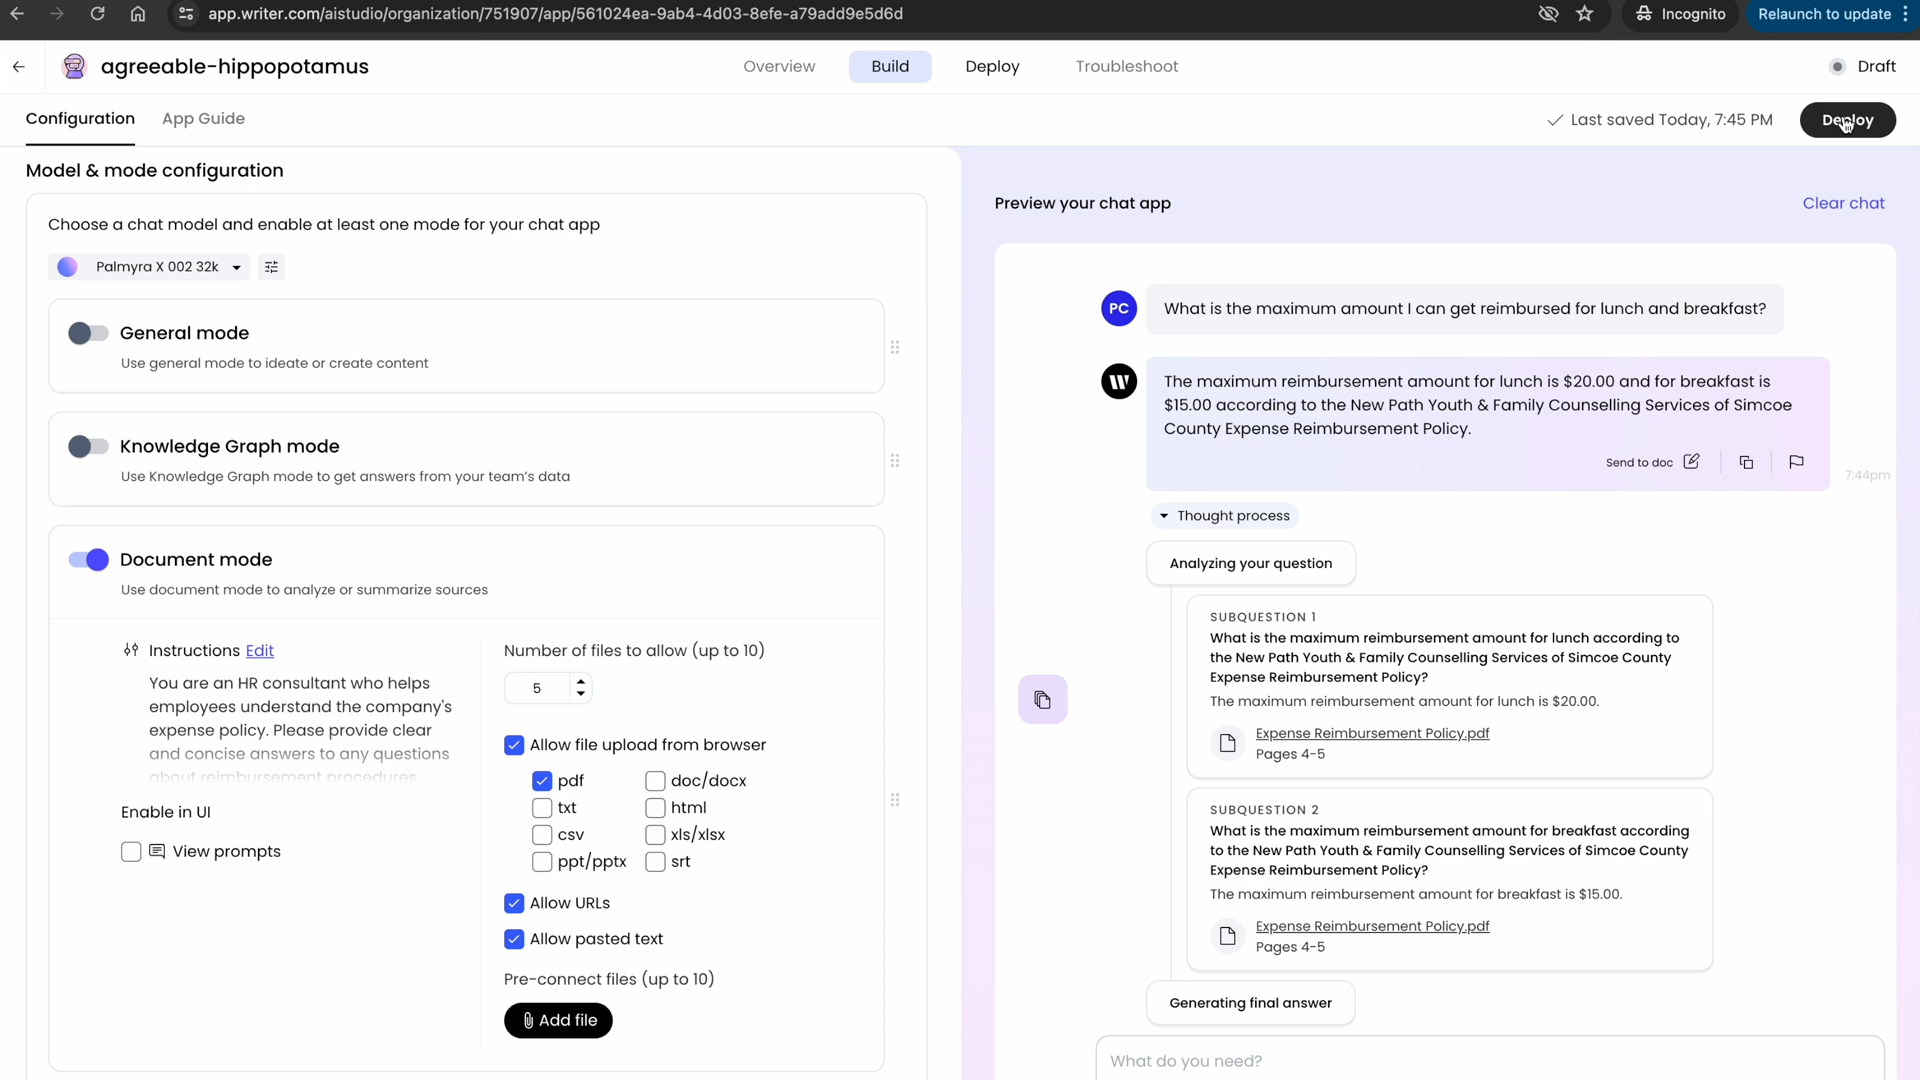 app.writer.com/aistudio/organization/751907/app/561024ea-9ab4-4d03-8efe-a79add9e5d6d
Incognito
Relaunch to update
agreeable-hippopotamus
Overview
Build
Deploy
Troubleshoot
Draft
Configuration
App Guide
Last saved Today, 7:45 PM
Deploy
Model & mode configuration
Choose a chat model and enable at least one mode for your chat app
Palmyra X 002 32k
General mode
Use general mode to ideate or create content
Knowledge Graph mode
Use Knowledge Graph mode to get answers from your team's data
Document mode
Use document mode to analyze or summarize sources
Instructions Edit
You are an HR consultant who helps
employees understand the company's
expense policy. Please provide clear
and concise answers to any questions
about reimbursement procedures
Enable in UI
View prompts
Number of files to allow (up to 10)
5
Allow file upload from browser
pdf
doc/docx
txt
html
csv
xls/xlsx
ppt/pptx
srt
Allow URLs
Allow pasted text
Pre-connect files (up to 10)
Add file
Preview your chat app
Clear chat
PC
What is the maximum amount I can get reimbursed for lunch and breakfast?
W
The maximum reimbursement amount for lunch is $20.00 and for breakfast is
$15.00 according to the New Path Youth & Family Counselling Services of Simcoe
County Expense Reimbursement Policy.
Send to doc
7:44pm
Thought process
Analyzing your question
SUBQUESTION 1
What is the maximum reimbursement amount for lunch according to
the New Path Youth & Family Counselling Services of Simcoe County
Expense Reimbursement Policy?
The maximum reimbursement amount for lunch is $20.00.
Expense Reimbursement Policy.pdf
Pages 4-5
SUBQUESTION 2
What is the maximum reimbursement amount for breakfast according
to the New Path Youth & Family Counselling Services of Simcoe County
Expense Reimbursement Policy?
The maximum reimbursement amount for breakfast is $15.00.
Expense Reimbursement Policy.pdf
Pages 4-5
Generating final answer
What do you need?